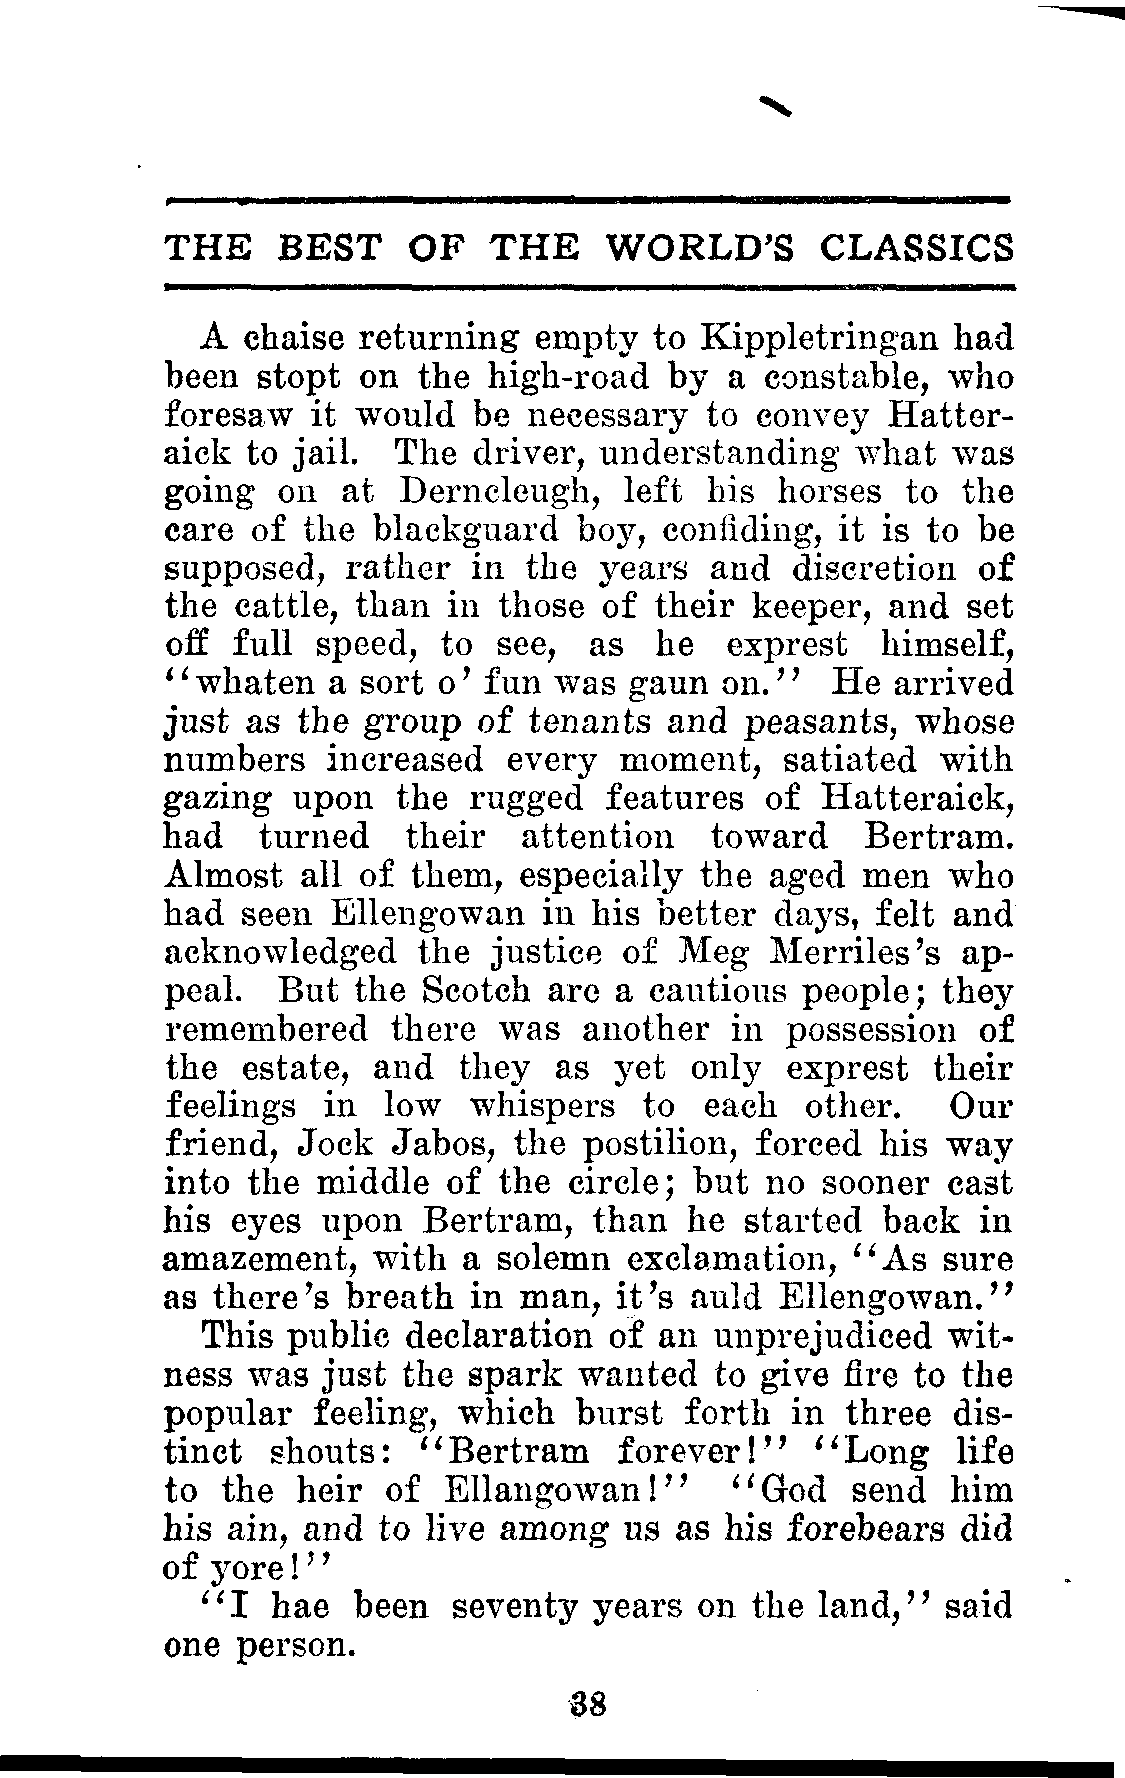 THE BEST OF THE WORLD'S CLASSICS
A chaise returning empty to Kippletringan had
been stopt on the high-road by a constable, who
foresaw it would be necessary to convey Hatter-
aick to jail. The driver, understanding what was
going on at Derncleugh, left his horses to the
care of the blackguard boy, confiding, it is to be
supposed, rather in the years and discretion of
the cattle, than in those of their keeper, and set
off full speed, to see, as he exprest himself,
"whaten a sort o' fun was gaun on." He arrived
just as the group of tenants and peasants, whose
numbers increased every moment, satiated with
gazing upon the rugged features of Hatteraick,
had turned their attention toward Bertram.
Almost all of them, especially the aged men who
had seen Ellengowan in his better days, felt and
acknowledged the justice of Meg Merriles's ap-
peal. But the Scotch are a cautious people; they
remembered there was another in possession of
the estate, and they as yet only exprest their
feelings in low whispers to each other. Our
friend, Jock Jabos, the postilion, forced his way
into the middle of the circle; but no sooner cast
his eyes upon Bertram, than he started back in
amazement, with a solemn exclamation, "As sure
as there's breath in man, it's auld Ellengowan."
This public declaration of an unprejudiced wit-
ness was just the spark wanted to give fire to the
popular feeling, which burst forth in three dis-
tinct shouts: "Bertram forever!" "Long life
to the heir of Ellangowan!" "God send him
his ain, and to live among us as his forebears did
of yore!"
"I hae been seventy years on the land," said
one person.
38